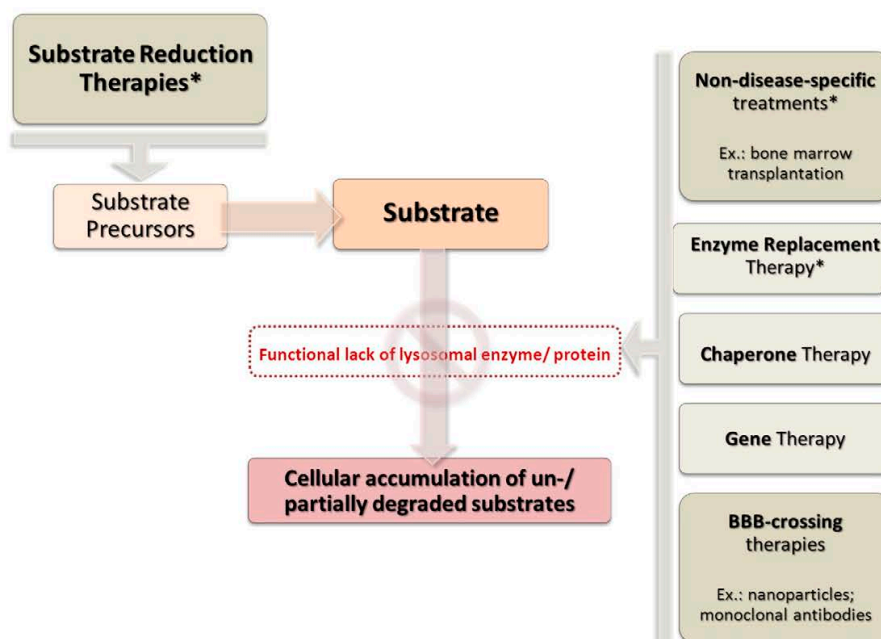 Substrate Reduction
Therapies*
Substrate
Precursors
Substrate
Functional lack of lysosomal enzyme/ protein
Cellular accumulation of un-/
partially degraded substrates
Non-disease-specific
treatments*
Ex.: bone marrow
transplantation
Enzyme Replacement
Therapy*
Chaperone Therapy
Gene Therapy
BBB-crossing
therapies
Ex.: nanoparticles;
monoclonal antibodies